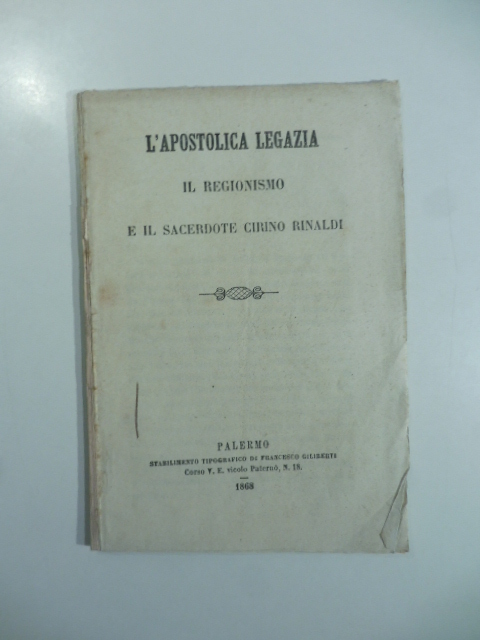 L'APOSTOLICA LEGAZIA
IL REGIONISMO
E IL SACERDOTE CIRINO RINALDI
PALERMO
STABILIMENTO TIPOGRAFICO DI FRANCESCO GILIBERTI
Corso V. E. vicolo Paternò, N. 18.
1868